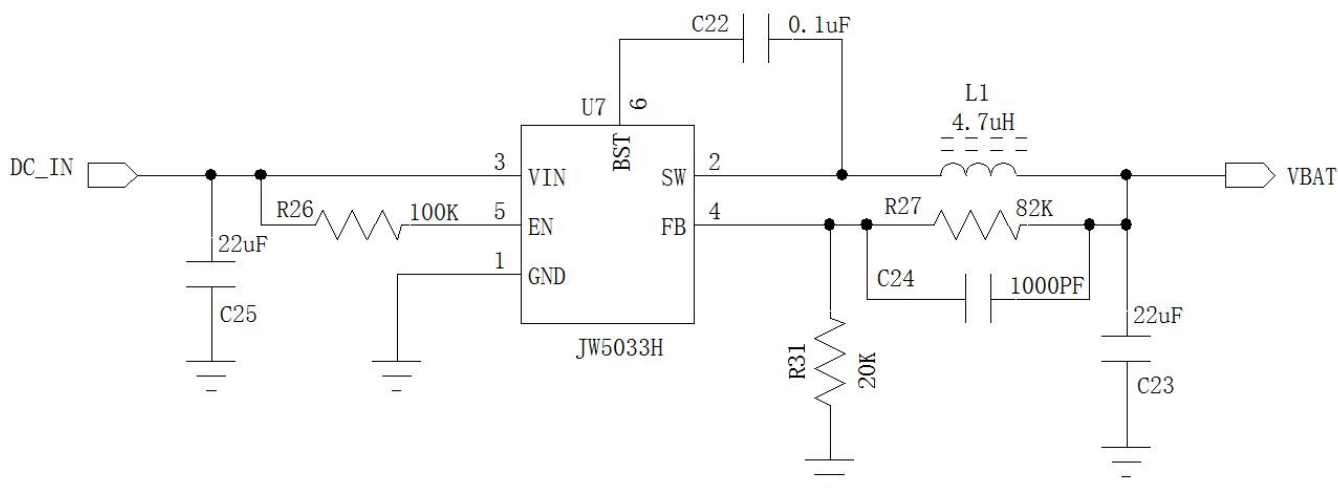 C22
0.1uF
U7
6
L1
4.7uH
DC_IN
3
VIN
BST
SW
2
VBAT
R26
100K
5
EN
FB
4
R27
82K
22uF
1
GND
C24
1000PF
C25
22uF
JW5033H
R31
20K
C23